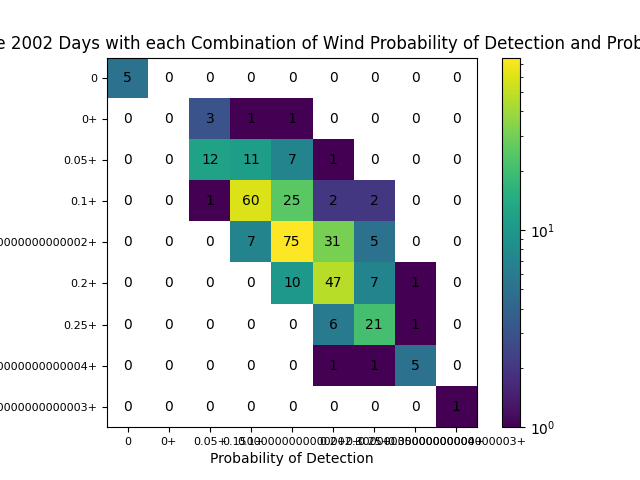 e 2002 Days with each Combination of Wind Probability of Detection and Prob
0 5 0 0 0 0 0 0 0 0
0+ 0 0 3 1 1 0 0 0 0
0.05+ 0 0 12 11 7 1 0 0 0
0.1+ 0 0 1 60 25 2 2 0 0
0000000000002+ 0 0 0 7 75 31 5 0 0
0.2+ 0 0 0 0 10 47 7 1 0
0.25+ 0 0 0 0 0 6 21 1 0
0000000000004+ 0 0 0 0 0 1 1 5 0
0000000000003+ 0 0 0 0 0 0 0 0 1
0 0+ 0.05+
Probability of Detection
10¹
10⁰